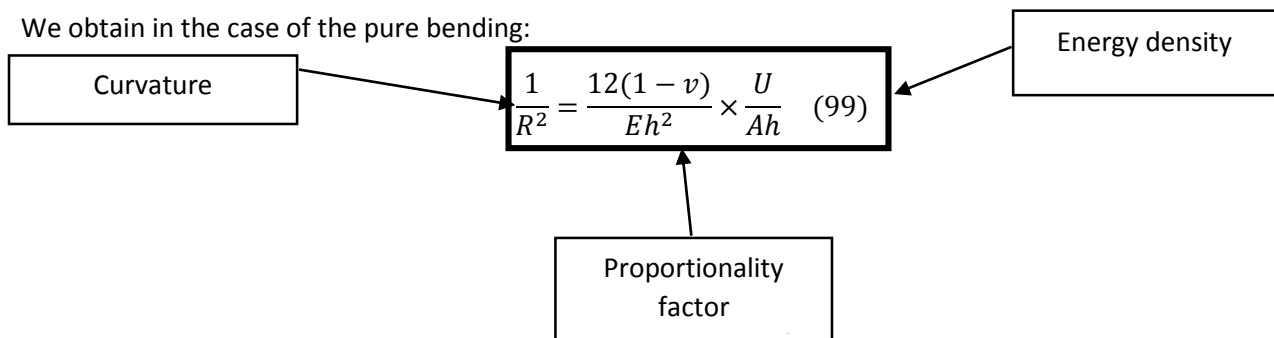 We obtain in the case of the pure bending:
Energy density
Curvature
1/R² = 12(1 − v)/Eh² × U/Ah (99)
Proportionality
factor